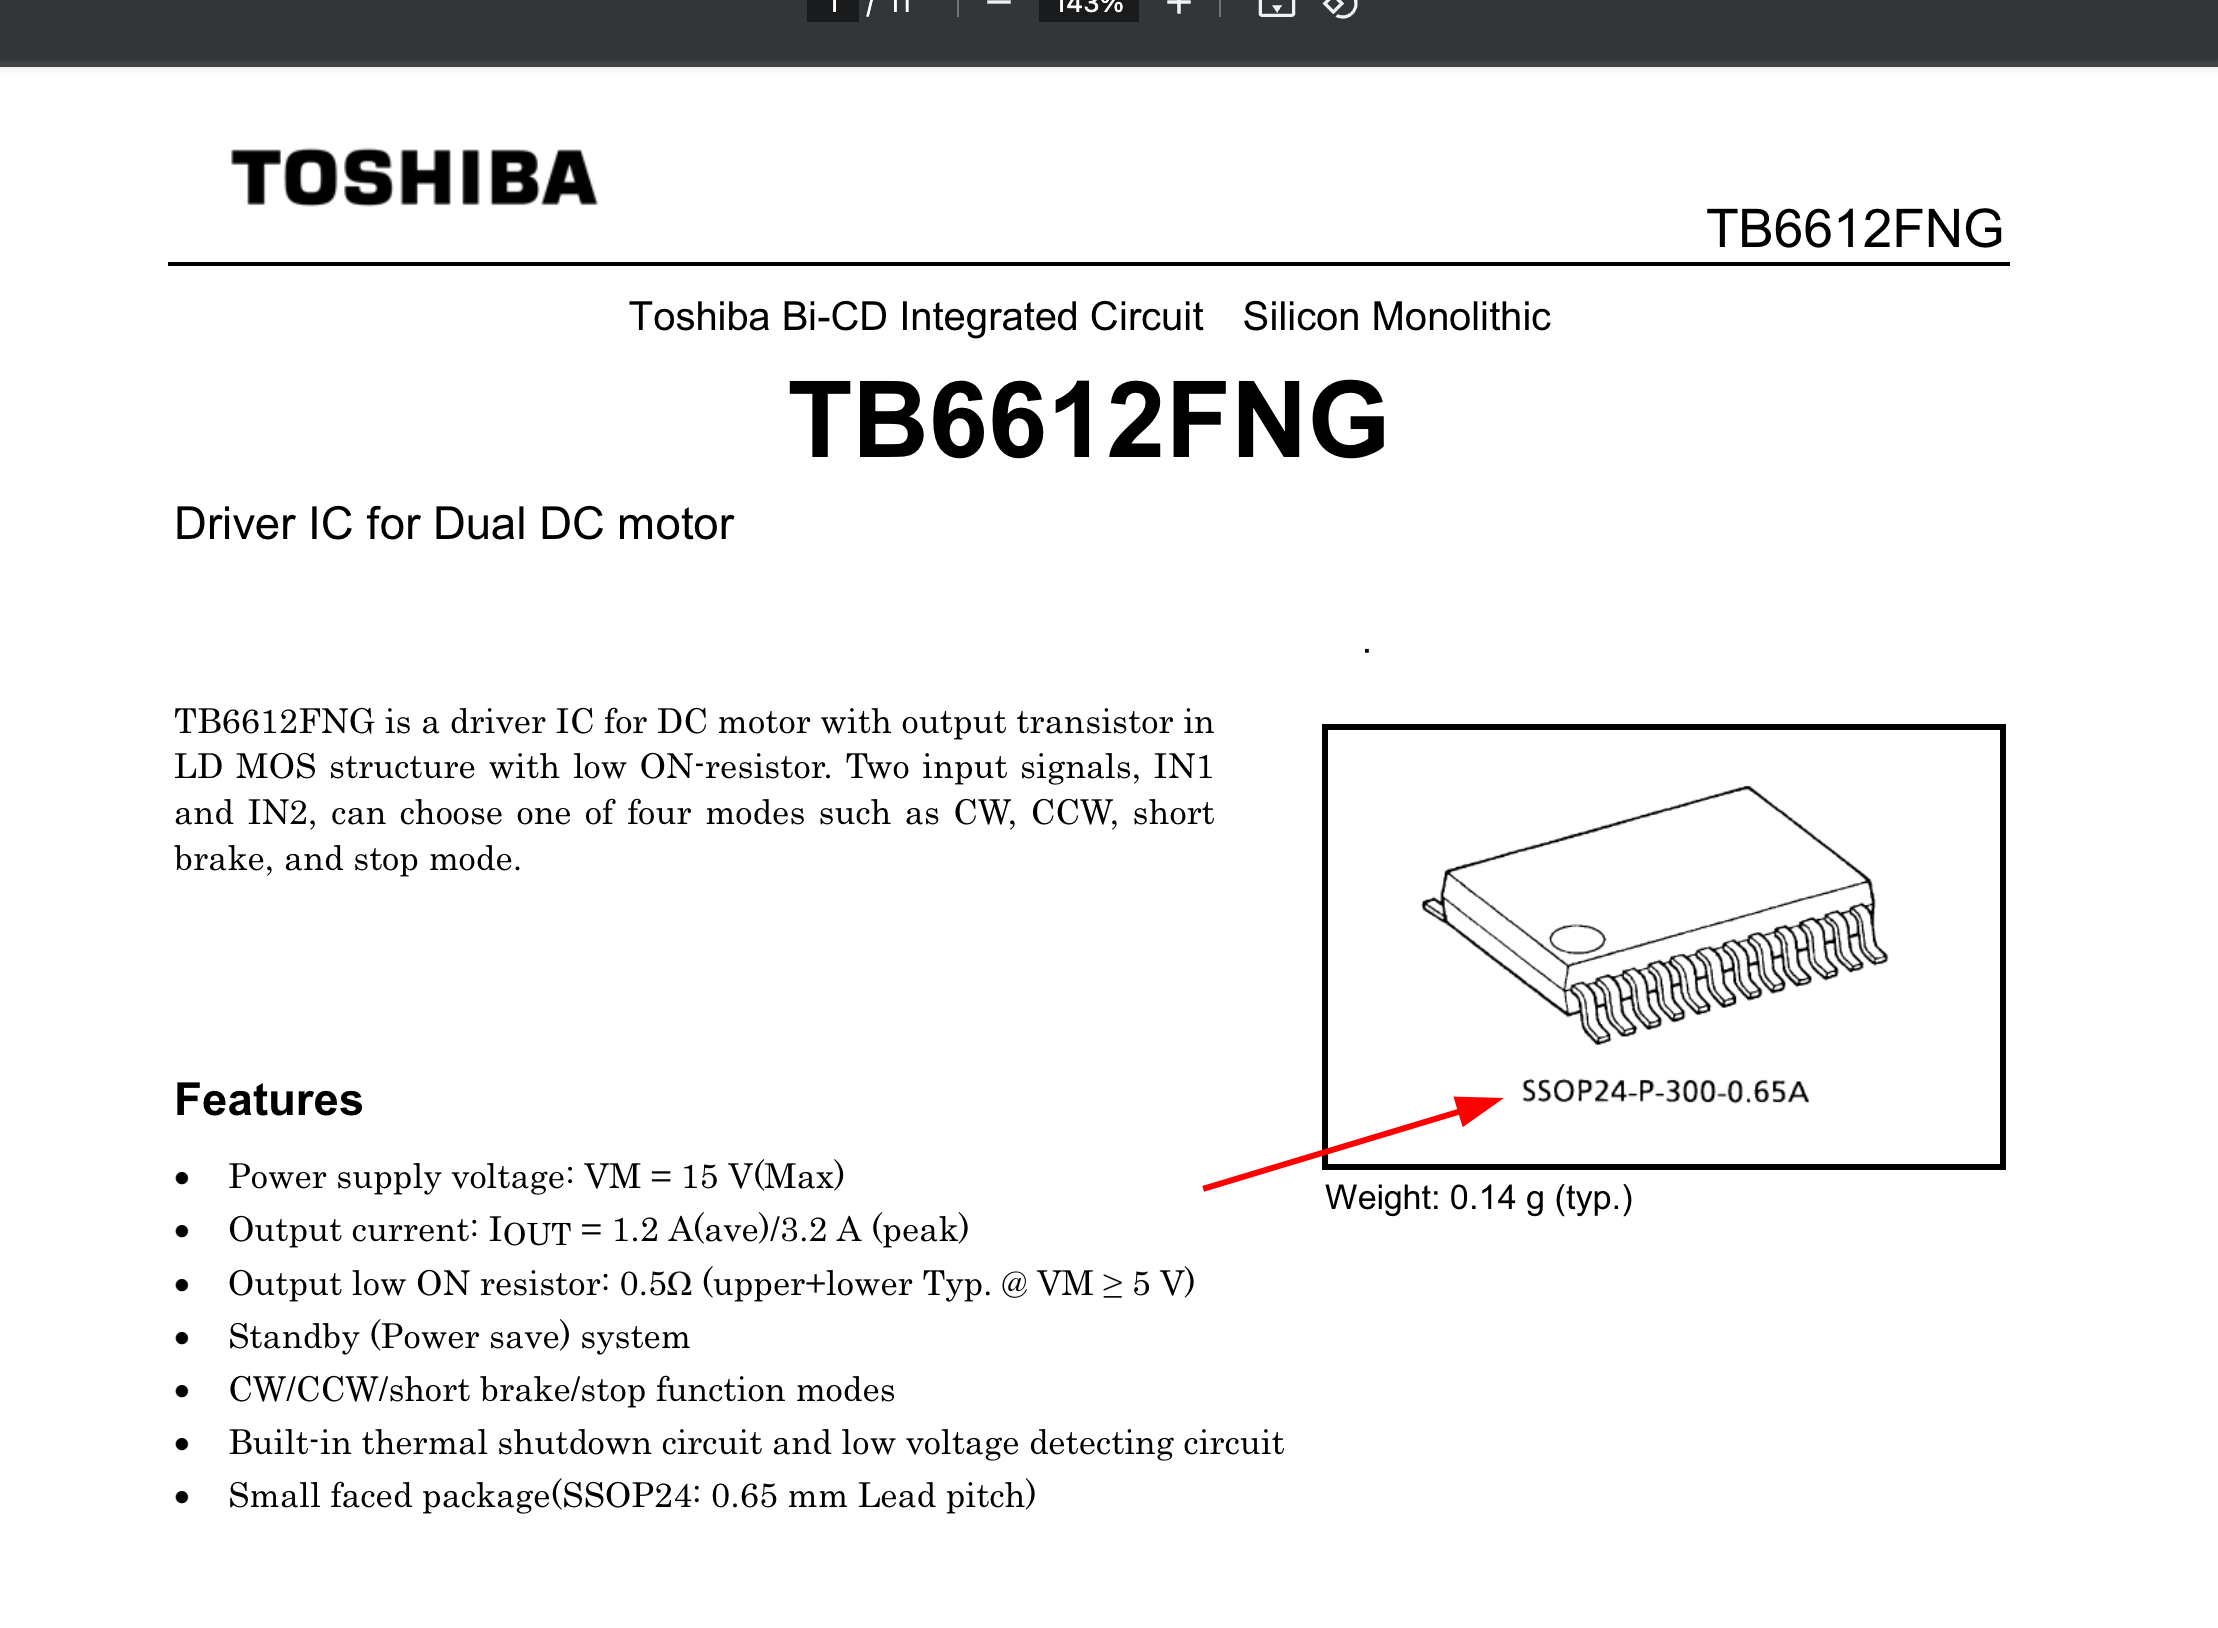 1 / 11 — 143% +
TOSHIBA
TB6612FNG
Toshiba Bi-CD Integrated Circuit Silicon Monolithic
TB6612FNG
Driver IC for Dual DC motor
TB6612FNG is a driver IC for DC motor with output transistor in
LD MOS structure with low ON-resistor. Two input signals, IN1
and IN2, can choose one of four modes such as CW, CCW, short
brake, and stop mode.
SSOP24-P-300-0.65A
Weight: 0.14 g (typ.)
Features
• Power supply voltage: VM = 15 V(Max)
• Output current: IOUT = 1.2 A(ave)/3.2 A (peak)
• Output low ON resistor: 0.5Ω (upper+lower Typ. @ VM ≥ 5 V)
• Standby (Power save) system
• CW/CCW/short brake/stop function modes
• Built-in thermal shutdown circuit and low voltage detecting circuit
• Small faced package(SSOP24: 0.65 mm Lead pitch)